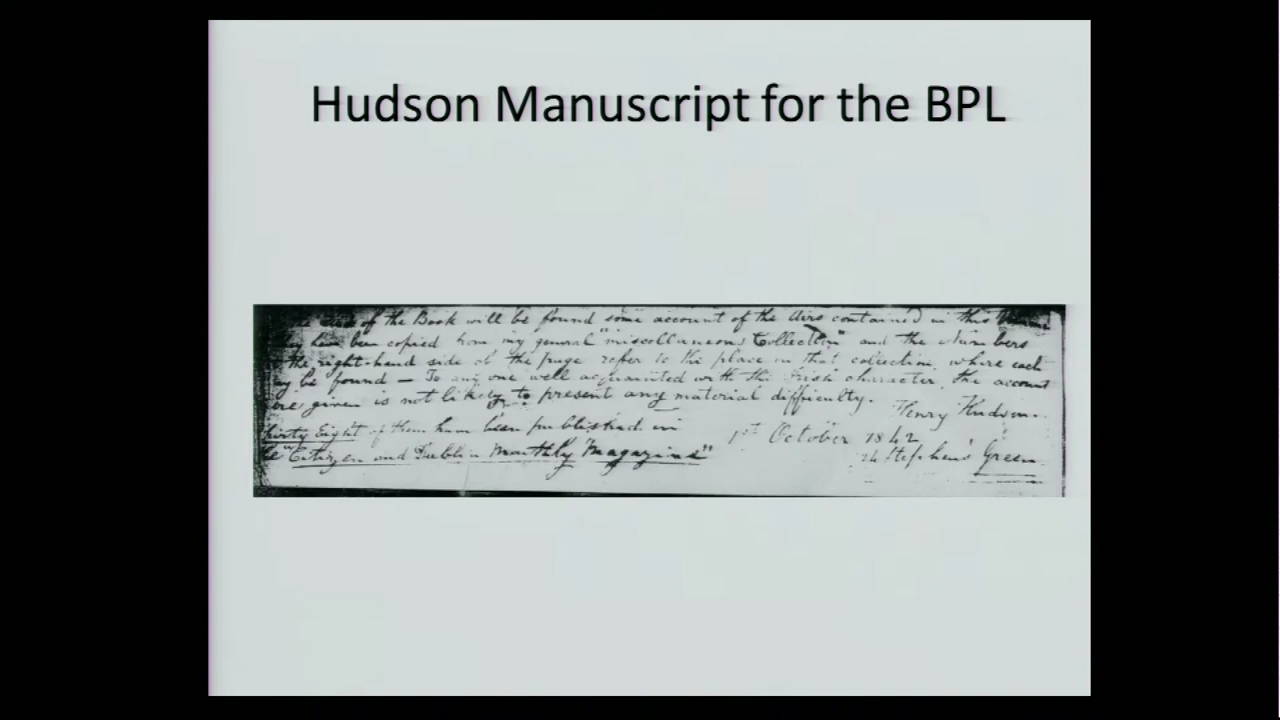 Hudson Manuscript for the BPL
of the Book will be found some account of the Airs contained in this
have been copied from my general "miscellaneous Collection" and the numbers
the right-hand side of the page refer to the place in that collection, where each
be found — To any one well acquainted with the Irish character, the account
given is not likely to present any material difficulty.
Henry Hudson.
Eight of them have been published in
1st October 1842
"Citizen and Dublin Monthly Magazine"
Stephen's Green